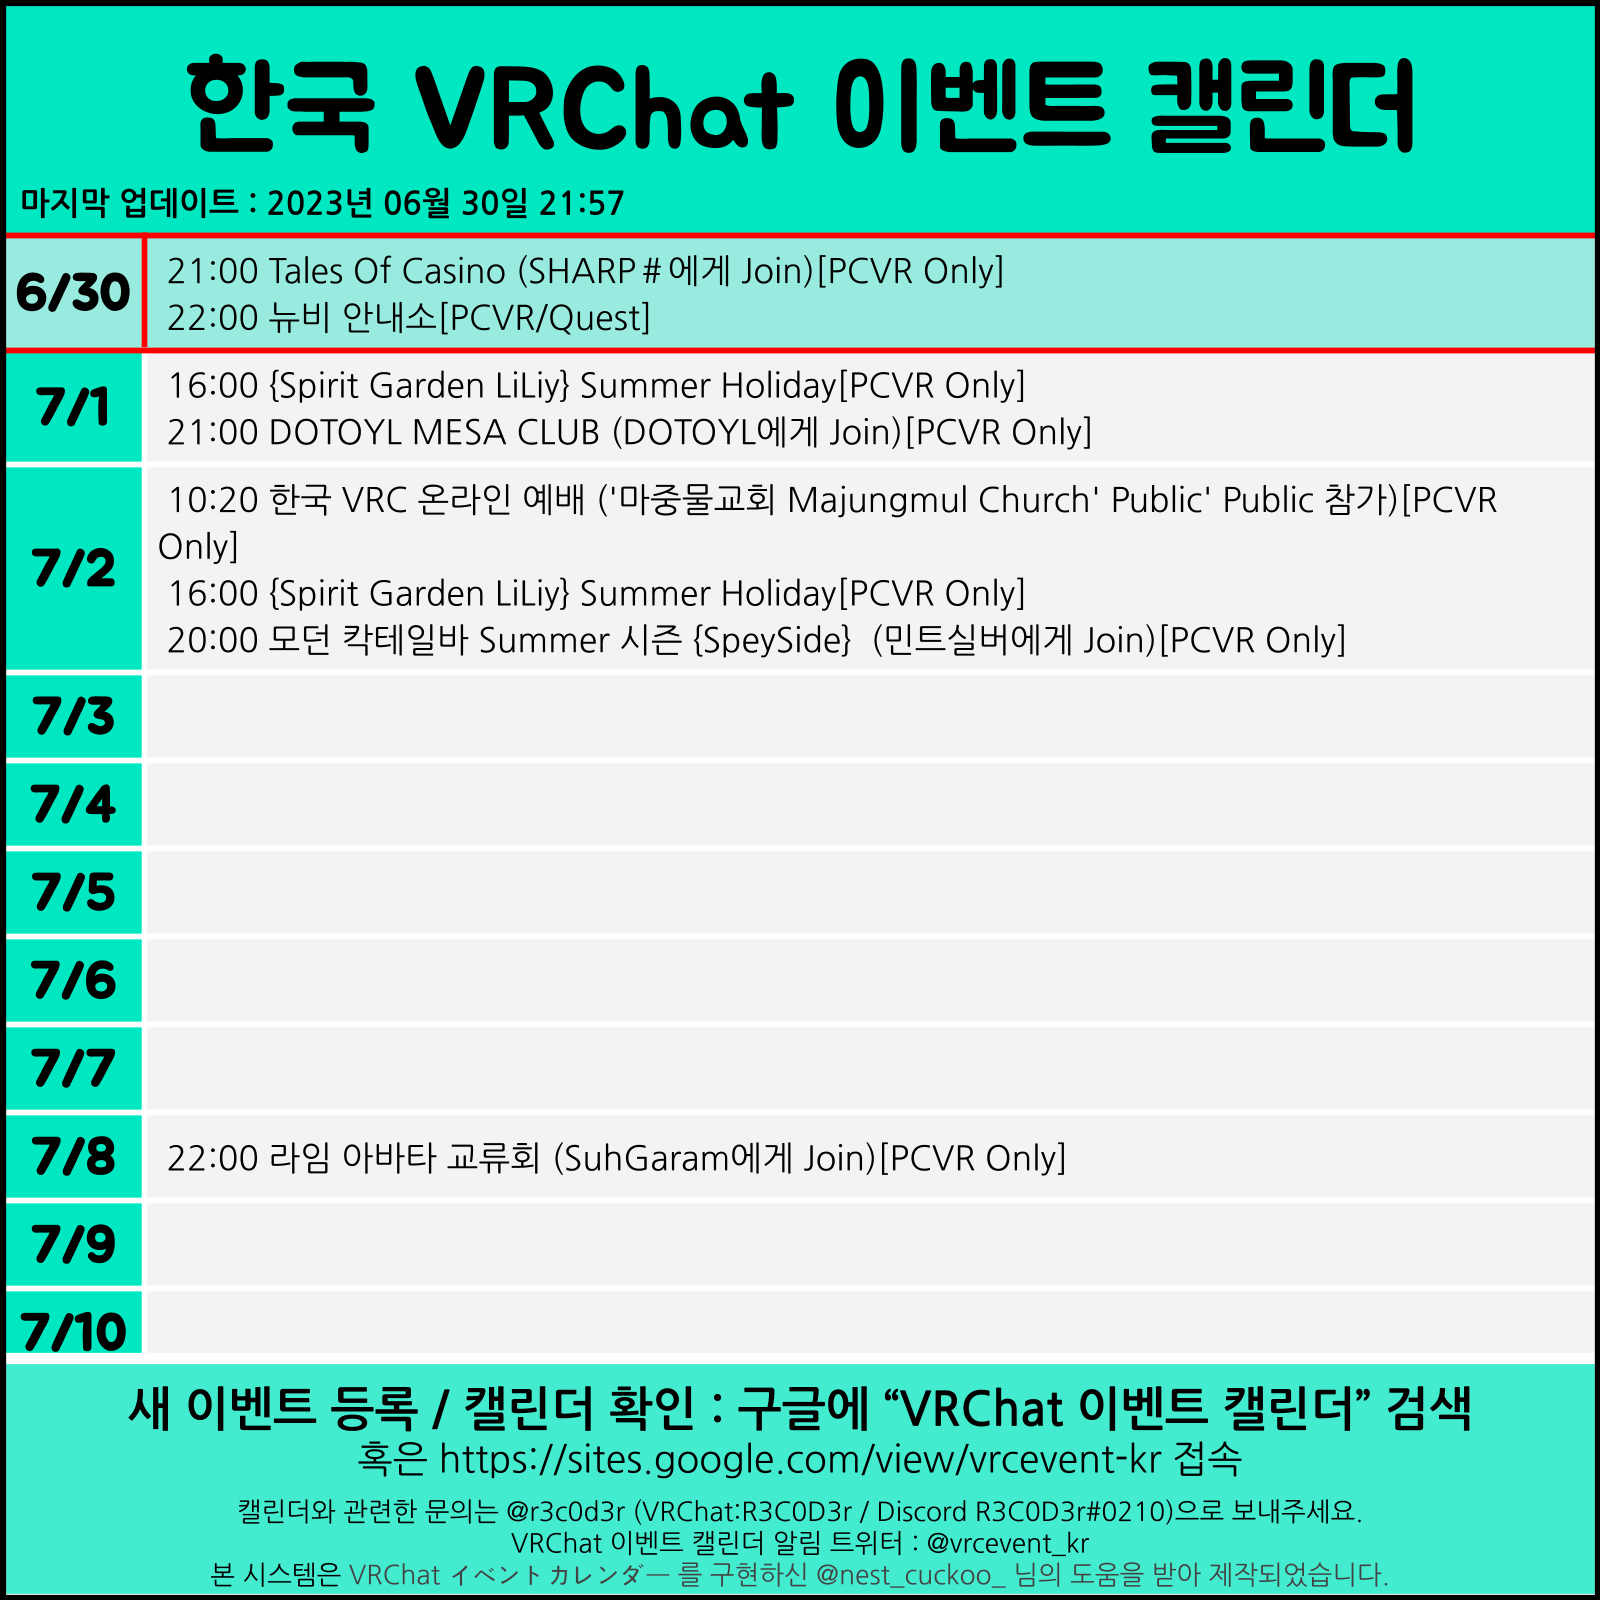 한국 VRChat 이벤트 캘린더
마지막 업데이트 : 2023년 06월 30일 21:57
6/30
21:00 Tales Of Casino (SHARP#에게 Join)[PCVR Only]
22:00 뉴비 안내소[PCVR/Quest]
7/1
16:00 {Spirit Garden LiLiy} Summer Holiday[PCVR Only]
21:00 DOTOYL MESA CLUB (DOTOYL에게 Join)[PCVR Only]
7/2
10:20 한국 VRC 온라인 예배 ('마중물교회 Majungmul Church' Public' Public 참가)[PCVR
Only]
16:00 {Spirit Garden LiLiy} Summer Holiday[PCVR Only]
20:00 모던 칵테일바 Summer 시즌 {SpeySide}  (민트실버에게 Join)[PCVR Only]
7/3
7/4
7/5
7/6
7/7
7/8
22:00 라임 아바타 교류회 (SuhGaram에게 Join)[PCVR Only]
7/9
7/10
새 이벤트 등록 / 캘린더 확인 : 구글에 “VRChat 이벤트 캘린더” 검색
혹은 https://sites.google.com/view/vrcevent-kr 접속
캘린더와 관련한 문의는 @r3c0d3r (VRChat:R3C0D3r / Discord R3C0D3r#0210)으로 보내주세요.
VRChat 이벤트 캘린더 알림 트위터 : @vrcevent_kr
본 시스템은 VRChat イベントカレンダー 를 구현하신 @nest_cuckoo_ 님의 도움을 받아 제작되었습니다.